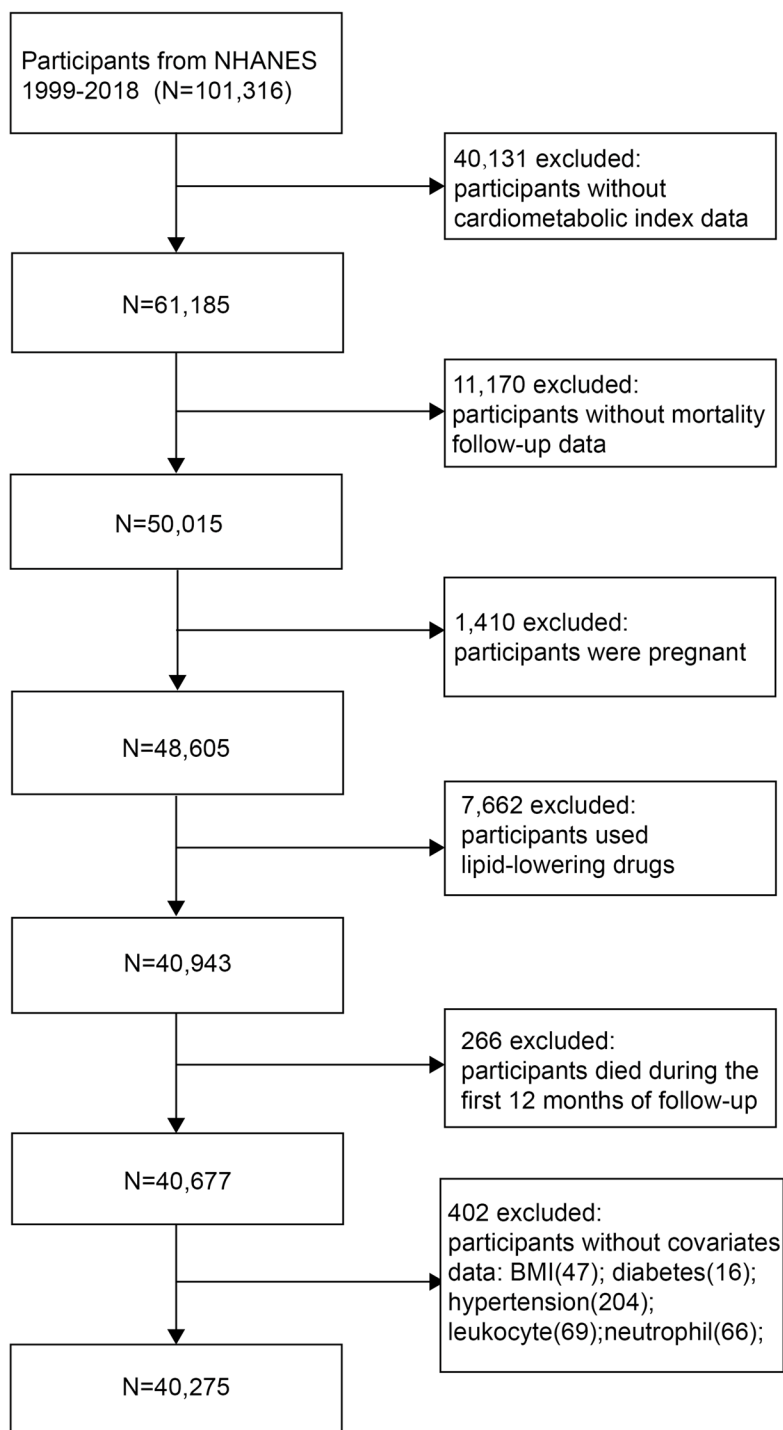 Participants from NHANES
1999-2018 (N=101,316)
40,131 excluded:
participants without
cardiometabolic index data
N=61,185
11,170 excluded:
participants without mortality
follow-up data
N=50,015
1,410 excluded:
participants were pregnant
N=48,605
7,662 excluded:
participants used
lipid-lowering drugs
N=40,943
266 excluded:
participants died during the
first 12 months of follow-up
N=40,677
402 excluded:
participants without covariates
data: BMI(47); diabetes(16);
hypertension(204);
leukocyte(69);neutrophil(66);
N=40,275